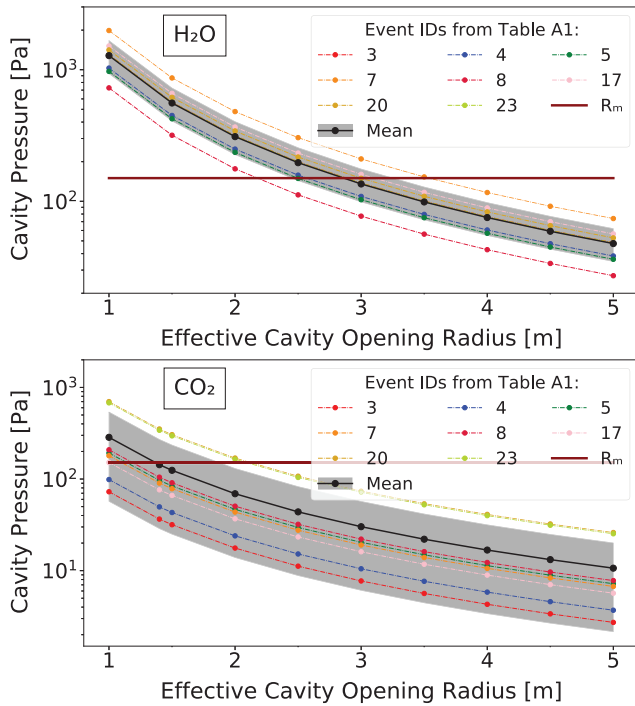 H₂O
Event IDs from Table A1:
3 4 5
7 8 17
20 23 Rₘ
Mean
10³
10²
Cavity Pressure [Pa]
1 2 3 4 5
Effective Cavity Opening Radius [m]
CO₂
Event IDs from Table A1:
3 4 5
7 8 17
20 23 Rₘ
Mean
10³
10²
10¹
Cavity Pressure [Pa]
1 2 3 4 5
Effective Cavity Opening Radius [m]